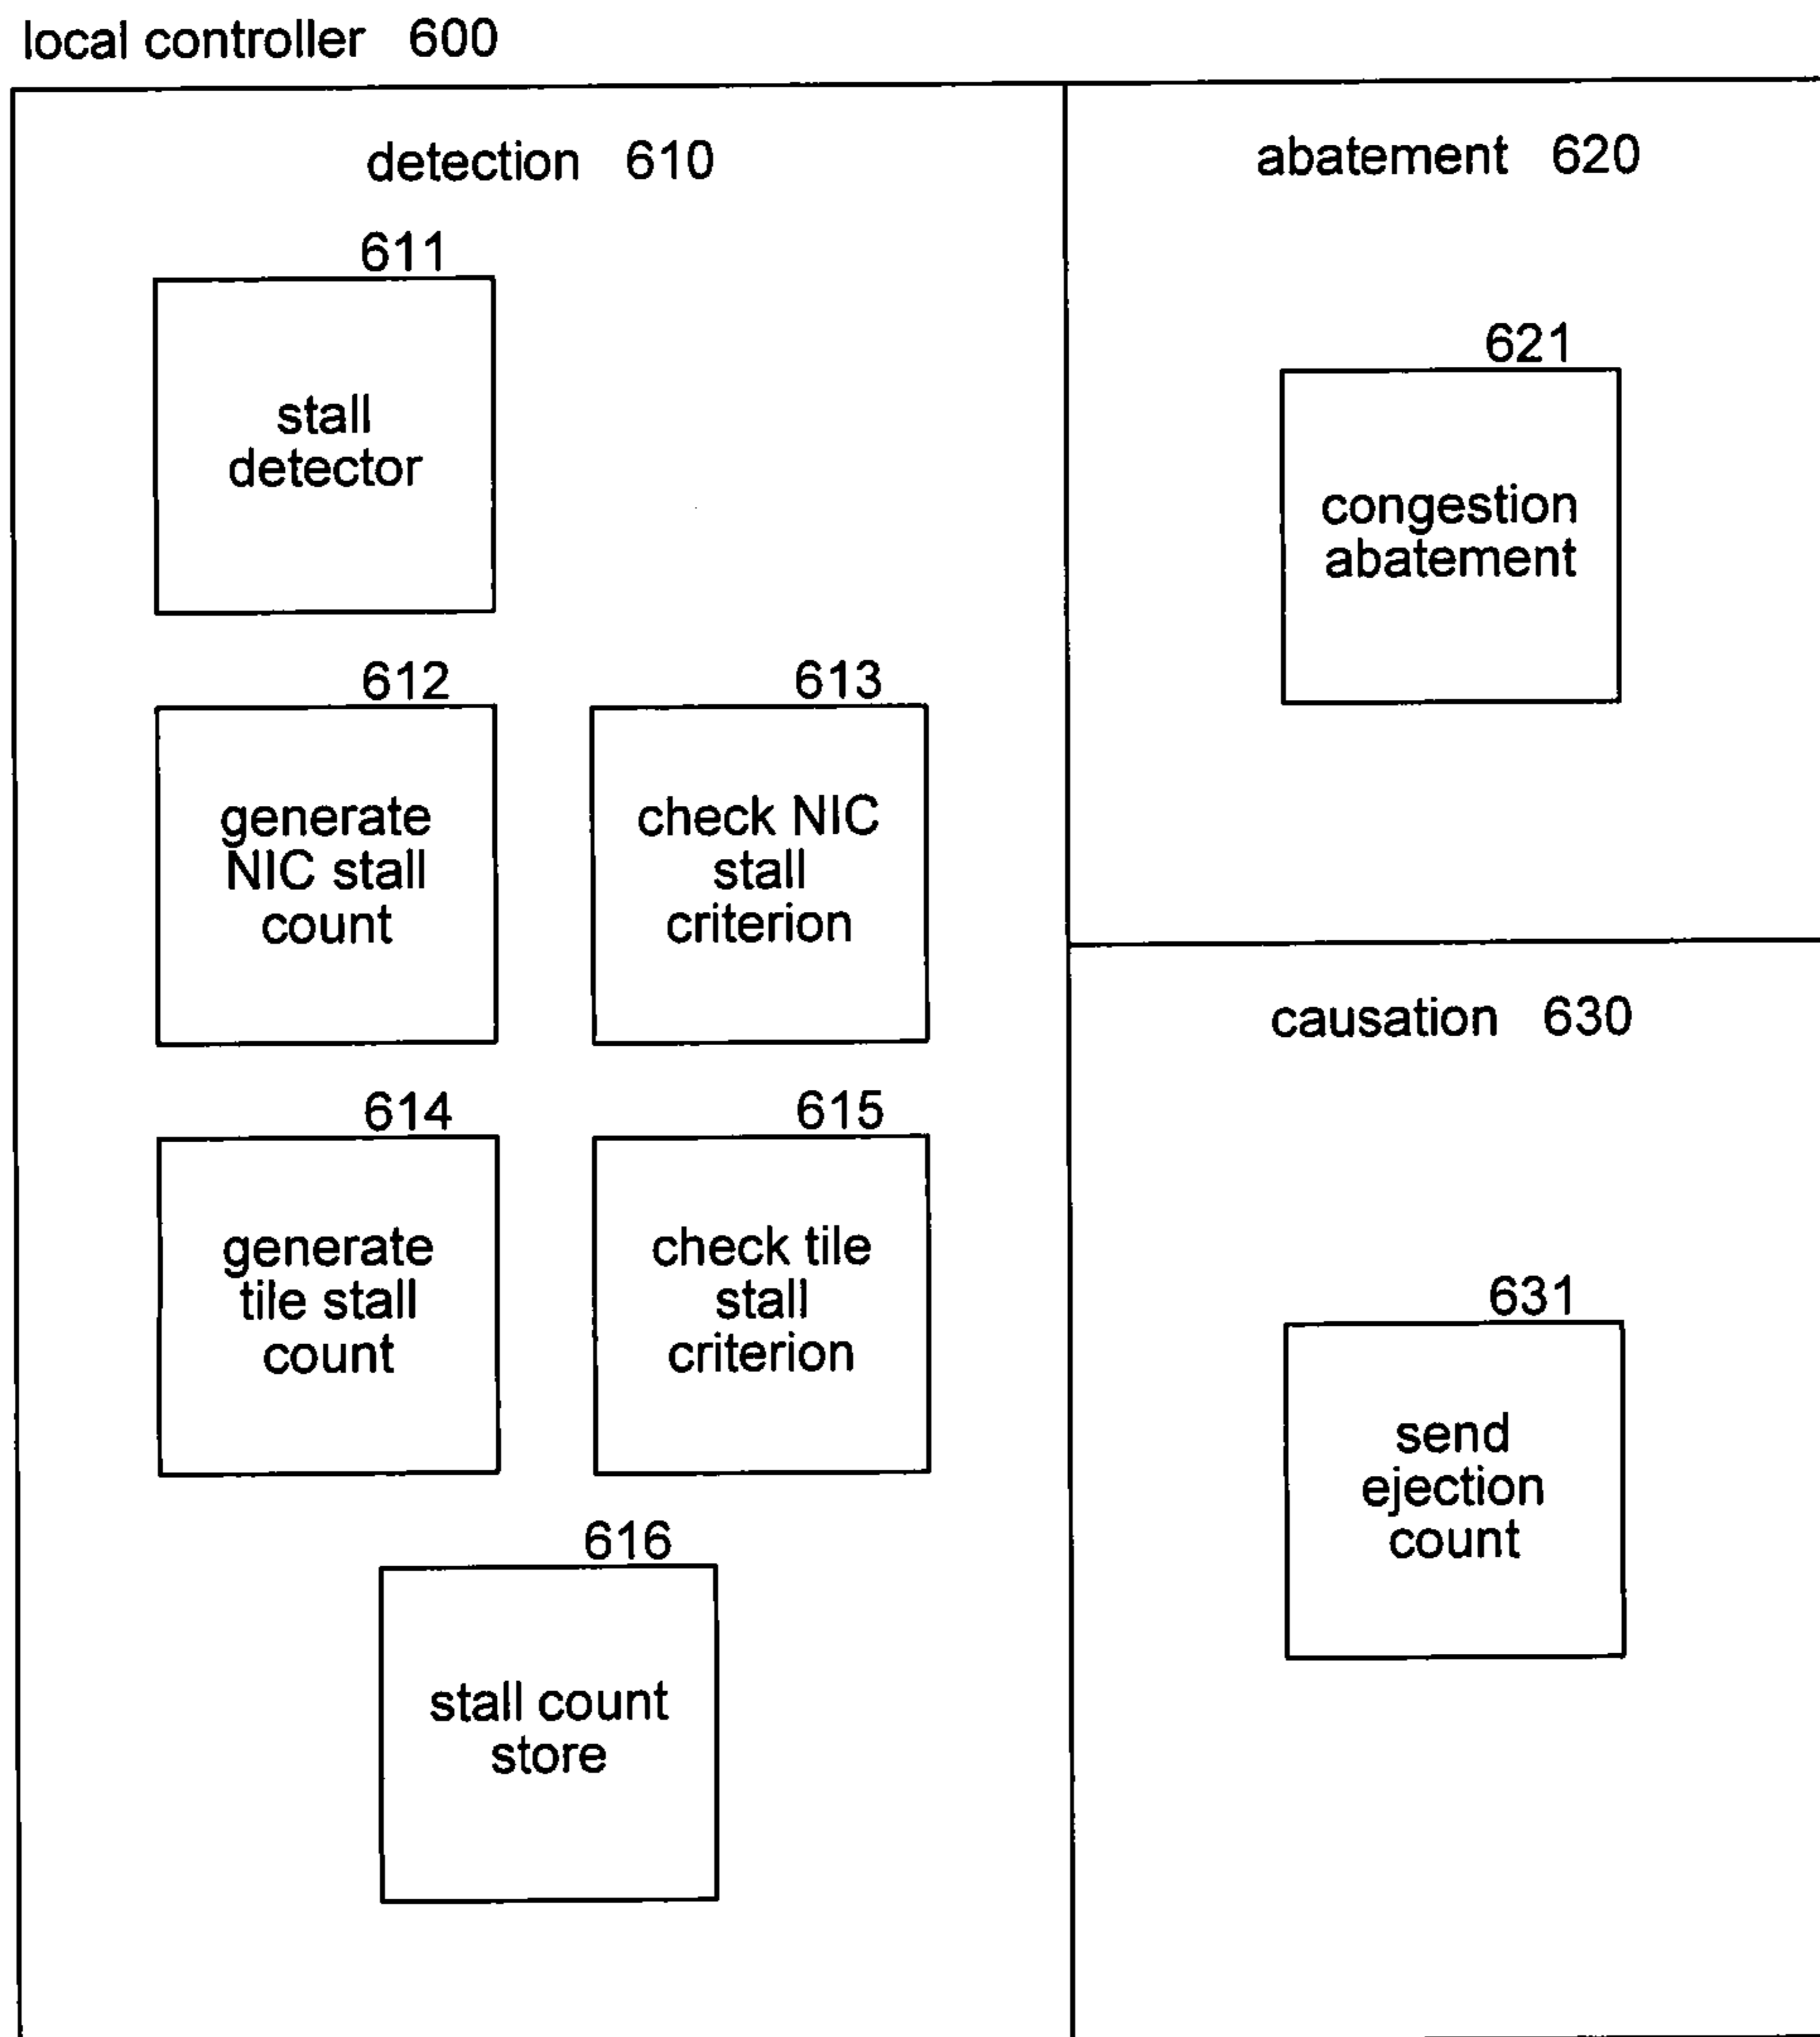 local controller 600
detection 610
611
stall
detector
612
generate
NIC stall
count
613
check NIC
stall
criterion
614
generate
tile stall
count
615
check tile
stall
criterion
616
stall count
store
abatement 620
621
congestion
abatement
causation 630
631
send
ejection
count